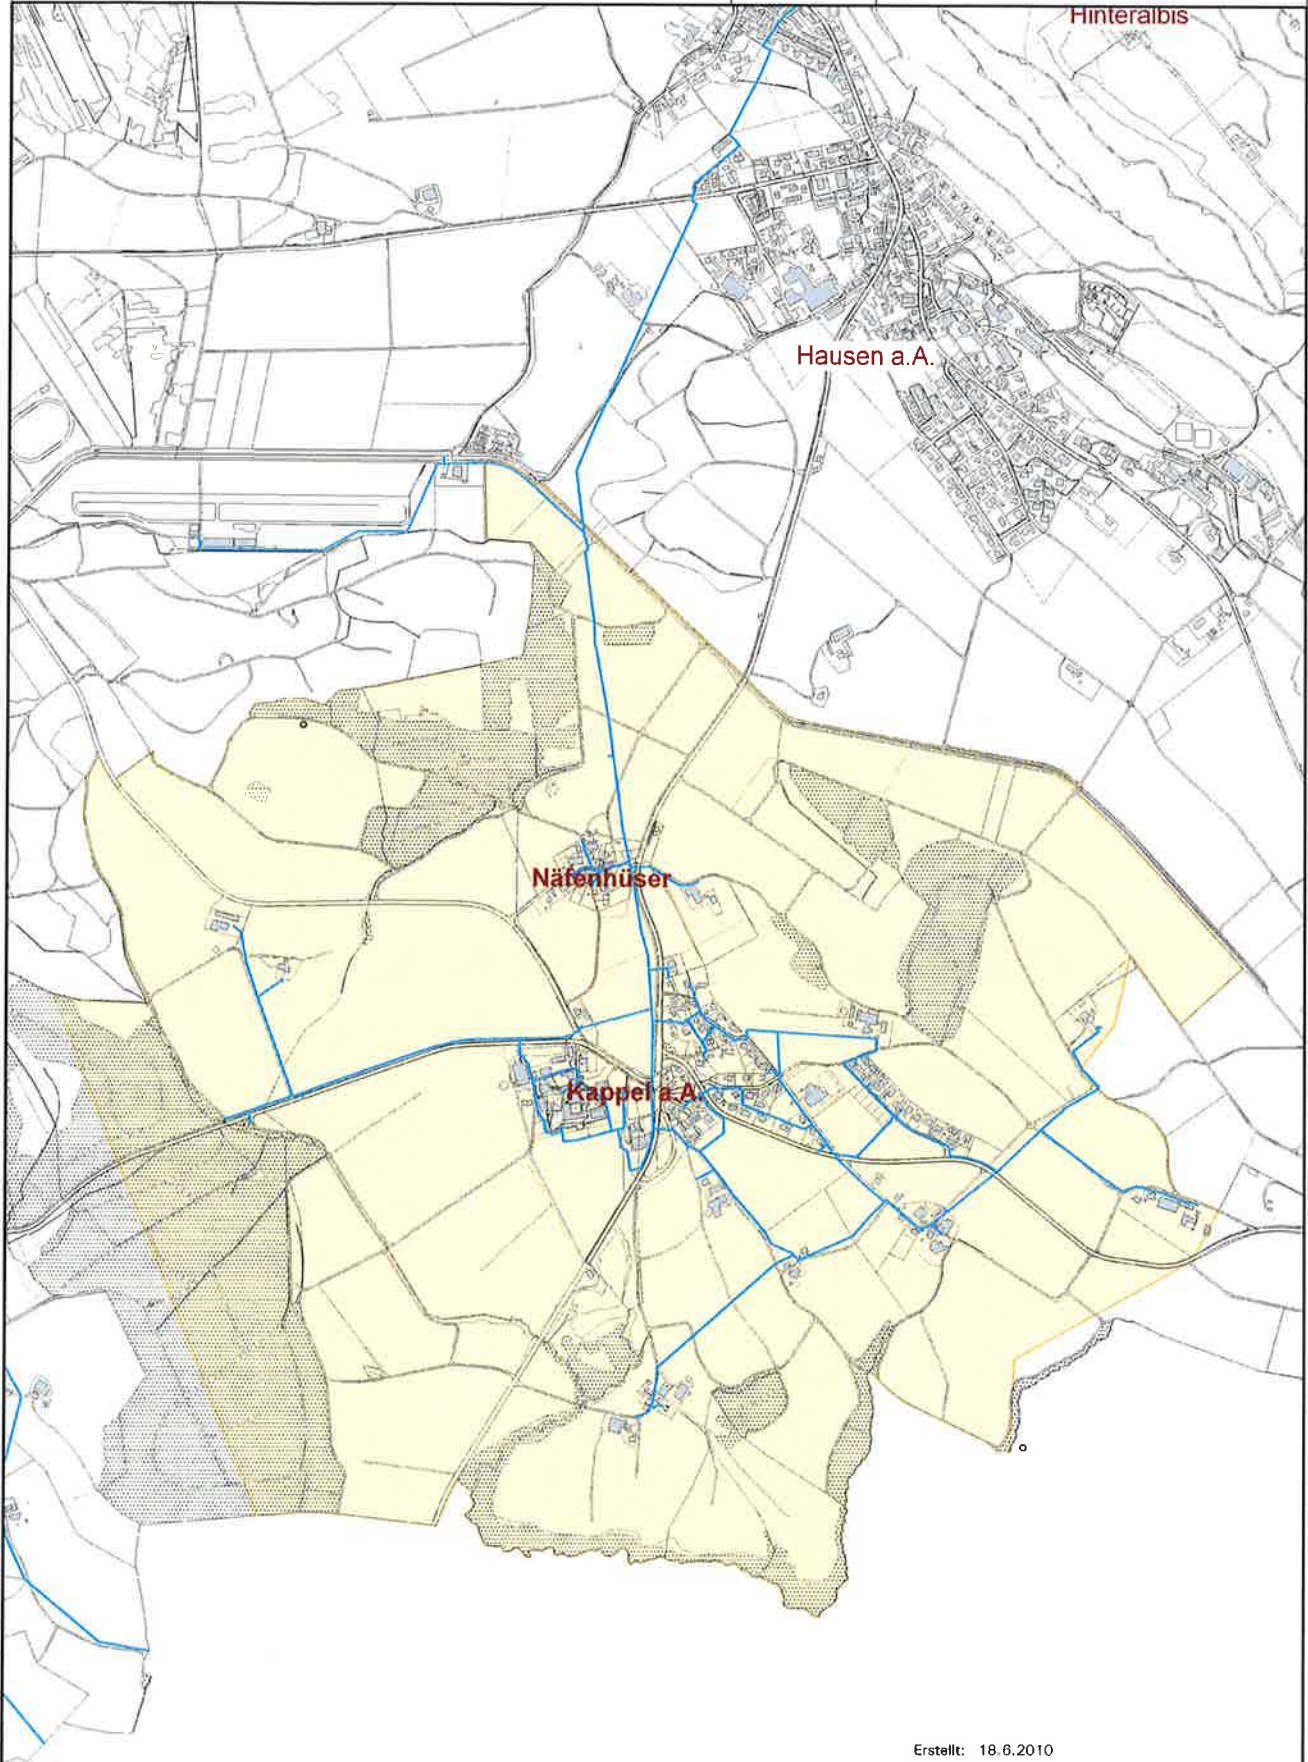 Hinteralbis
Hausen a.A.
Näfenhüser
Kappel a.A.
Erstellt: 18.6.2010